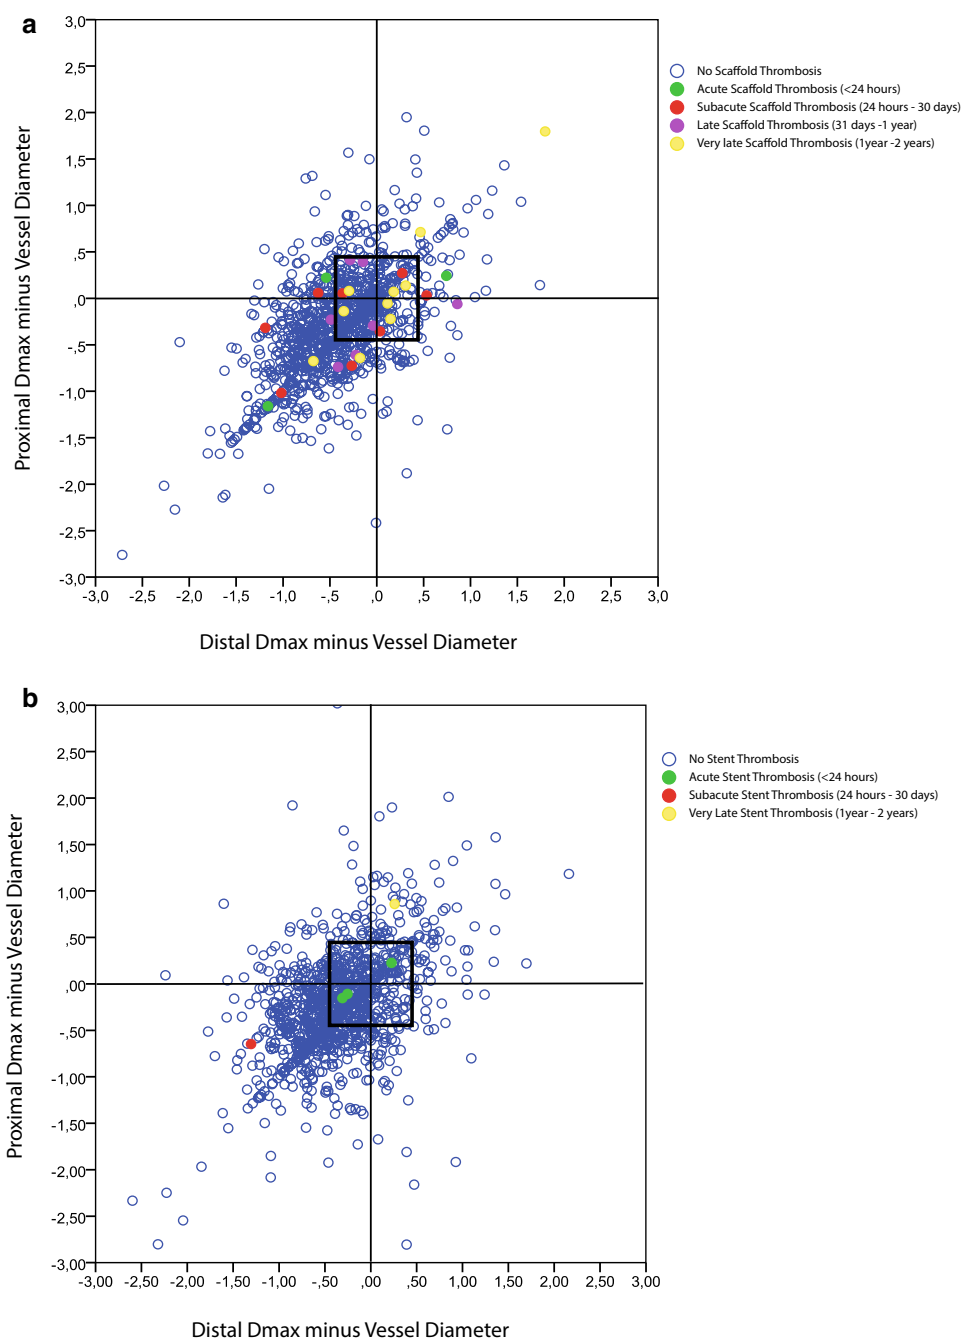 a
3,0
2,5
2,0
1,5
1,0
,5
,0
-,5
-1,0
-1,5
-2,0
-2,5
-3,0
Proximal Dmax minus Vessel Diameter
-3,0 -2,5 -2,0 -1,5 -1,0 -,5 ,0 ,5 1,0 1,5 2,0 2,5 3,0
Distal Dmax minus Vessel Diameter
No Scaffold Thrombosis
Acute Scaffold Thrombosis (<24 hours)
Subacute Scaffold Thrombosis (24 hours - 30 days)
Late Scaffold Thrombosis (31 days -1 year)
Very late Scaffold Thrombosis (1year -2 years)
b
3,00
2,50
2,00
1,50
1,00
,50
,00
-,50
-1,00
-1,50
-2,00
-2,50
-3,00
Proximal Dmax minus Vessel Diameter
-3,00 -2,50 -2,00 -1,50 -1,00 -,50 ,00 ,50 1,00 1,50 2,00 2,50 3,00
Distal Dmax minus Vessel Diameter
No Stent Thrombosis
Acute Stent Thrombosis (<24 hours)
Subacute Stent Thrombosis (24 hours - 30 days)
Very Late Stent Thrombosis (1year - 2 years)